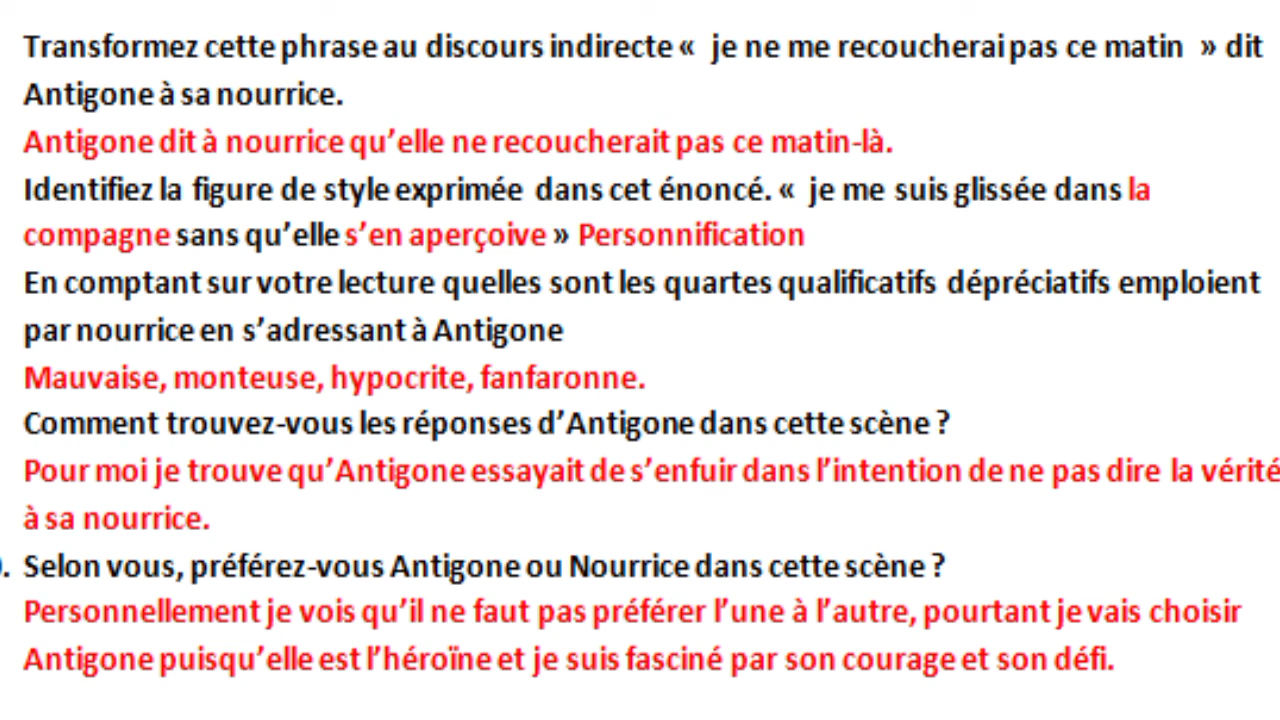 Transformez cette phrase au discours indirecte « je ne me recoucherai pas ce matin » dit
Antigone à sa nourrice.
Antigone dit à nourrice qu’elle ne recoucherait pas ce matin-là.
Identifiez la figure de style exprimée dans cet énoncé. « je me suis glissée dans la
compagne sans qu’elle s’en aperçoive » Personnification
En comptant sur votre lecture quelles sont les quartes qualificatifs dépréciatifs emploient
par nourrice en s’adressant à Antigone
Mauvaise, monteuse, hypocrite, fanfaronne.
Comment trouvez-vous les réponses d’Antigone dans cette scène ?
Pour moi je trouve qu’Antigone essayait de s’enfuir dans l’intention de ne pas dire la vérité
à sa nourrice.
. Selon vous, préférez-vous Antigone ou Nourrice dans cette scène ?
Personnellement je vois qu’il ne faut pas préférer l’une à l’autre, pourtant je vais choisir
Antigone puisqu’elle est l’héroïne et je suis fasciné par son courage et son défi.